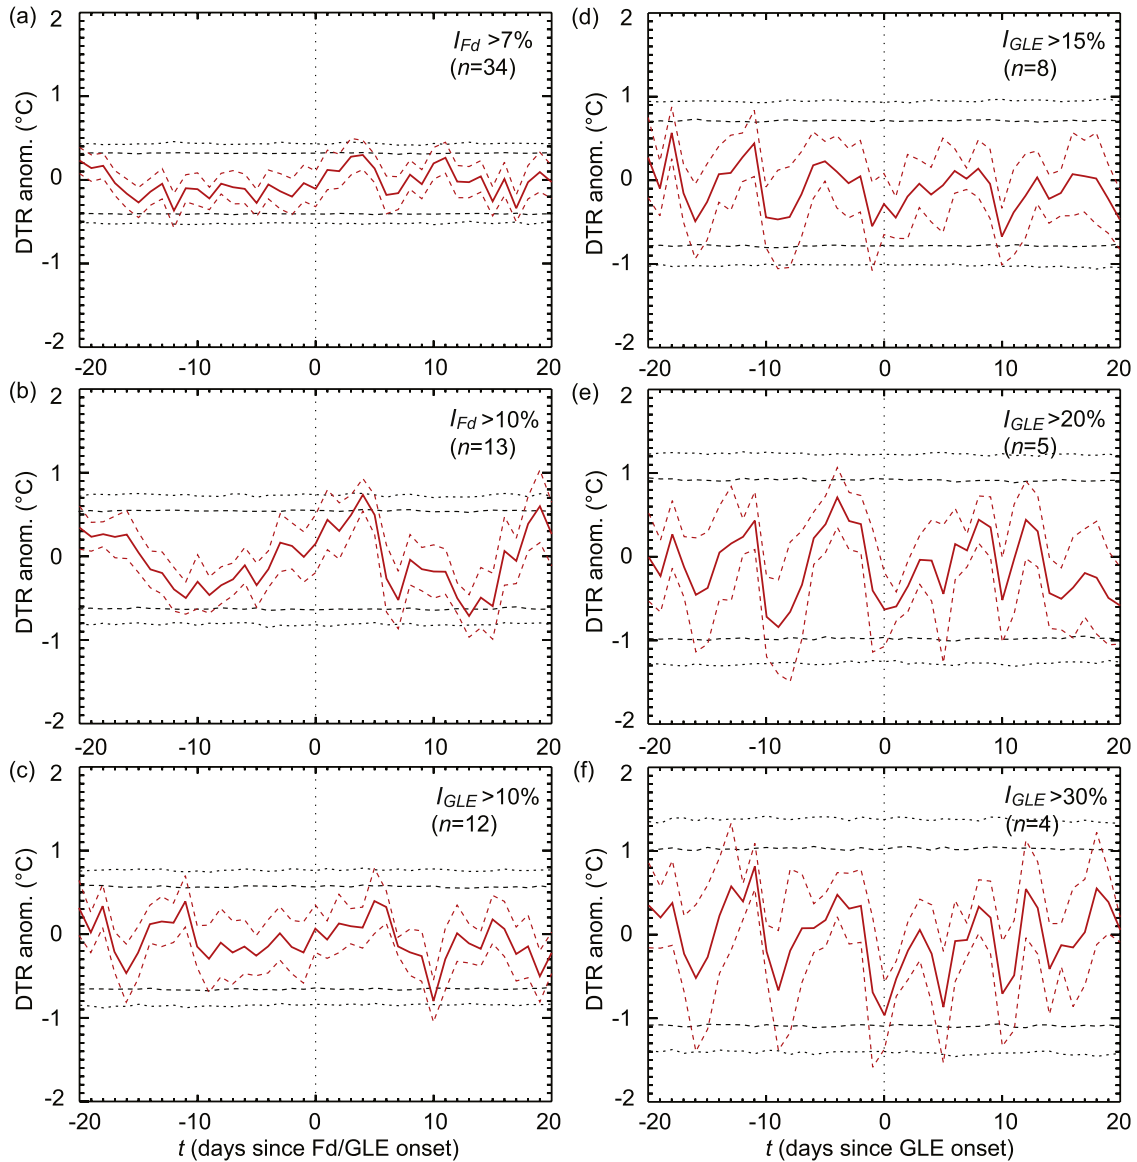 (a)
2
1
0
-1
-2
DTR anom. (°C)
I_Fd >7%
(n=34)
-20 -10 0 10 20
(b)
2
1
0
-1
-2
DTR anom. (°C)
I_Fd >10%
(n=13)
-20 -10 0 10 20
(c)
2
1
0
-1
-2
DTR anom. (°C)
I_GLE >10%
(n=12)
-20 -10 0 10 20
t (days since Fd/GLE onset)
(d)
2
1
0
-1
-2
DTR anom. (°C)
I_GLE >15%
(n=8)
-20 -10 0 10 20
(e)
2
1
0
-1
-2
DTR anom. (°C)
I_GLE >20%
(n=5)
-20 -10 0 10 20
(f)
2
1
0
-1
-2
DTR anom. (°C)
I_GLE >30%
(n=4)
-20 -10 0 10 20
t (days since GLE onset)